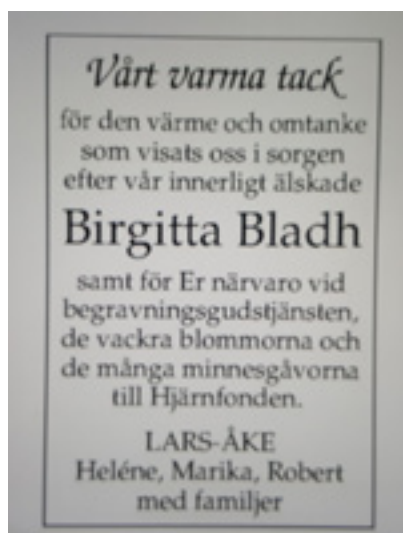 Vårt varma tack
för den värme och omtanke
som visats oss i sorgen
efter vår innerligt älskade
Birgitta Bladh
samt för Er närvaro vid
begravningsgudstjänsten,
de vackra blommorna och
de många minnesgåvorna
till Hjärnfonden.
LARS-ÅKE
Heléne, Marika, Robert
med familjer